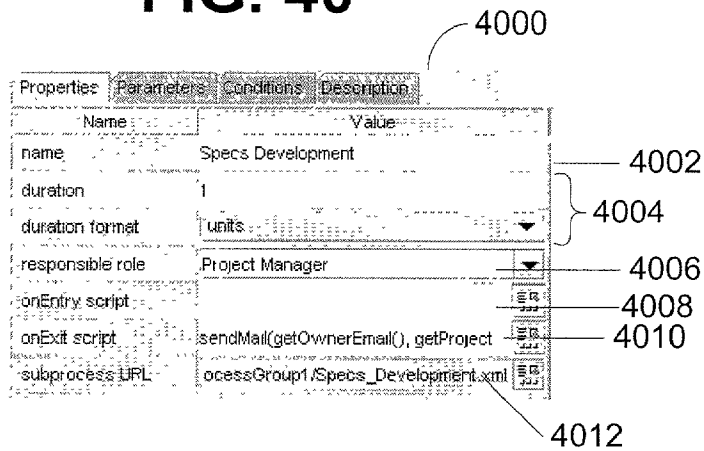 FIG. 40
4000
Properties Parameters Conditions Description
Name Value
name Specs Development 4002
duration 1
4004
duration format units
responsible role Project Manager 4006
onEntry script 4008
onExit script sendMail(getOwnerEmail(), getProject 4010
subprocess URL ocessGroup1/Specs_Development.xml
4012